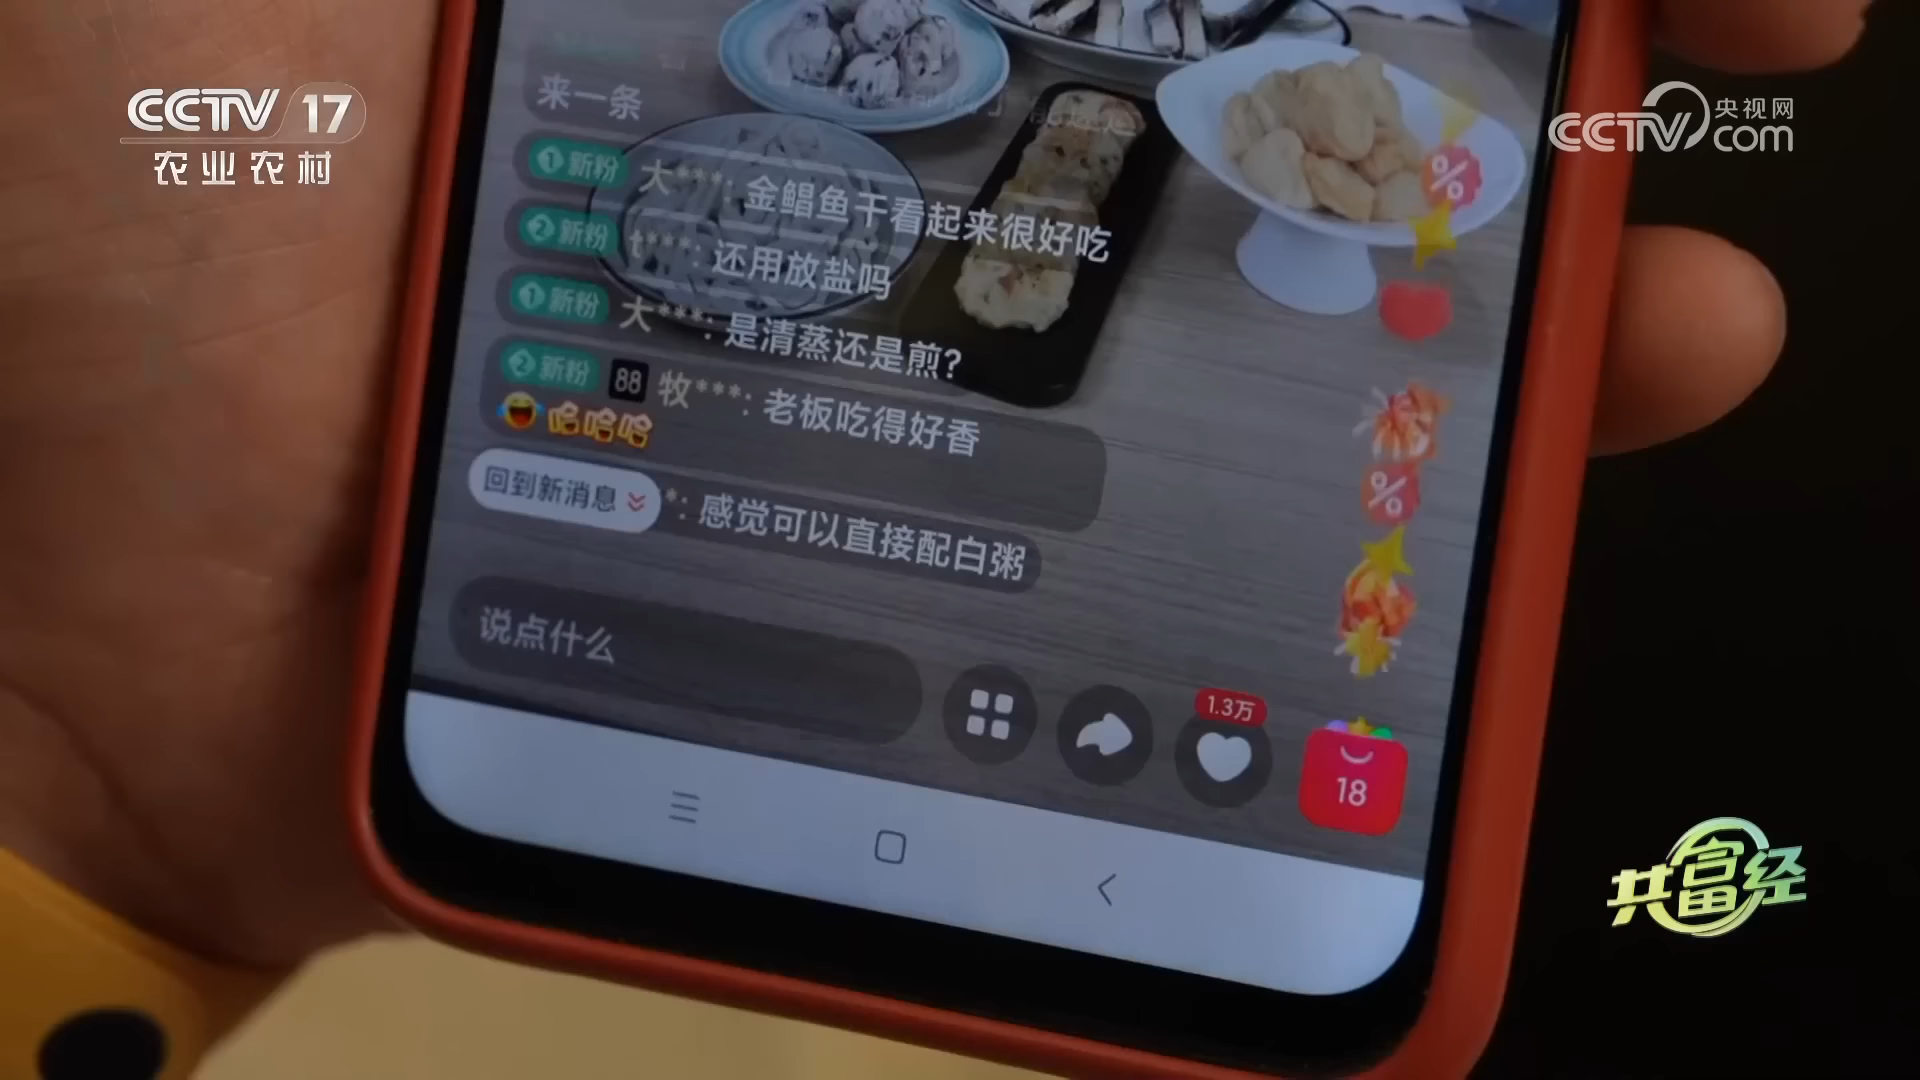 CCTV 17
农业农村
央视网
CCTV.com
来一条
1 新粉 大***: 金鲳鱼干看起来很好吃
2 新粉 t***: 还用放盐吗
1 新粉 大***: 是清蒸还是煎?
2 新粉 88 牧***: 老板吃得好香
哈哈哈
回到新消息 *: 感觉可以直接配白粥
说点什么
1.3万
18
共富经